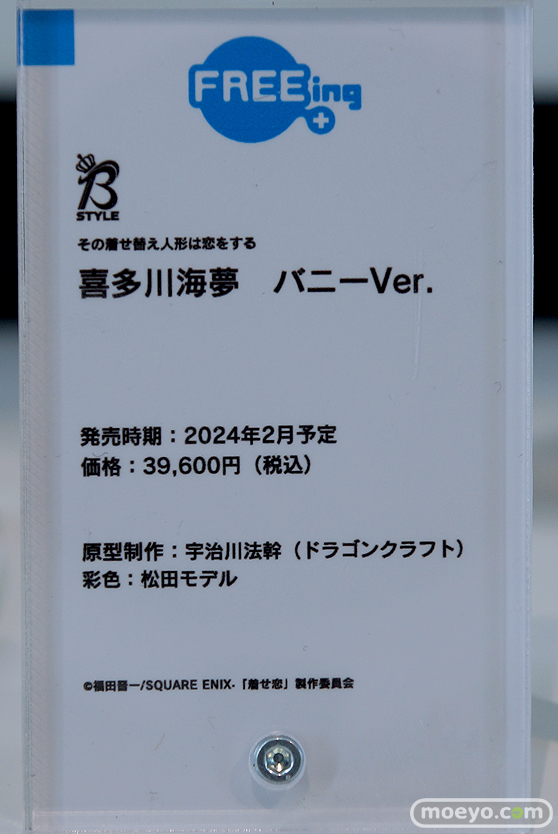 FREEing
B
STYLE
その着せ替え人形は恋をする
喜多川海夢　バニーVer.
発売時期：2024年2月予定
価格：39,600円（税込）
原型制作：宇治川法幹（ドラゴンクラフト）
彩色：松田モデル
©福田晋一/SQUARE ENIX・「着せ恋」製作委員会
moeyo.com